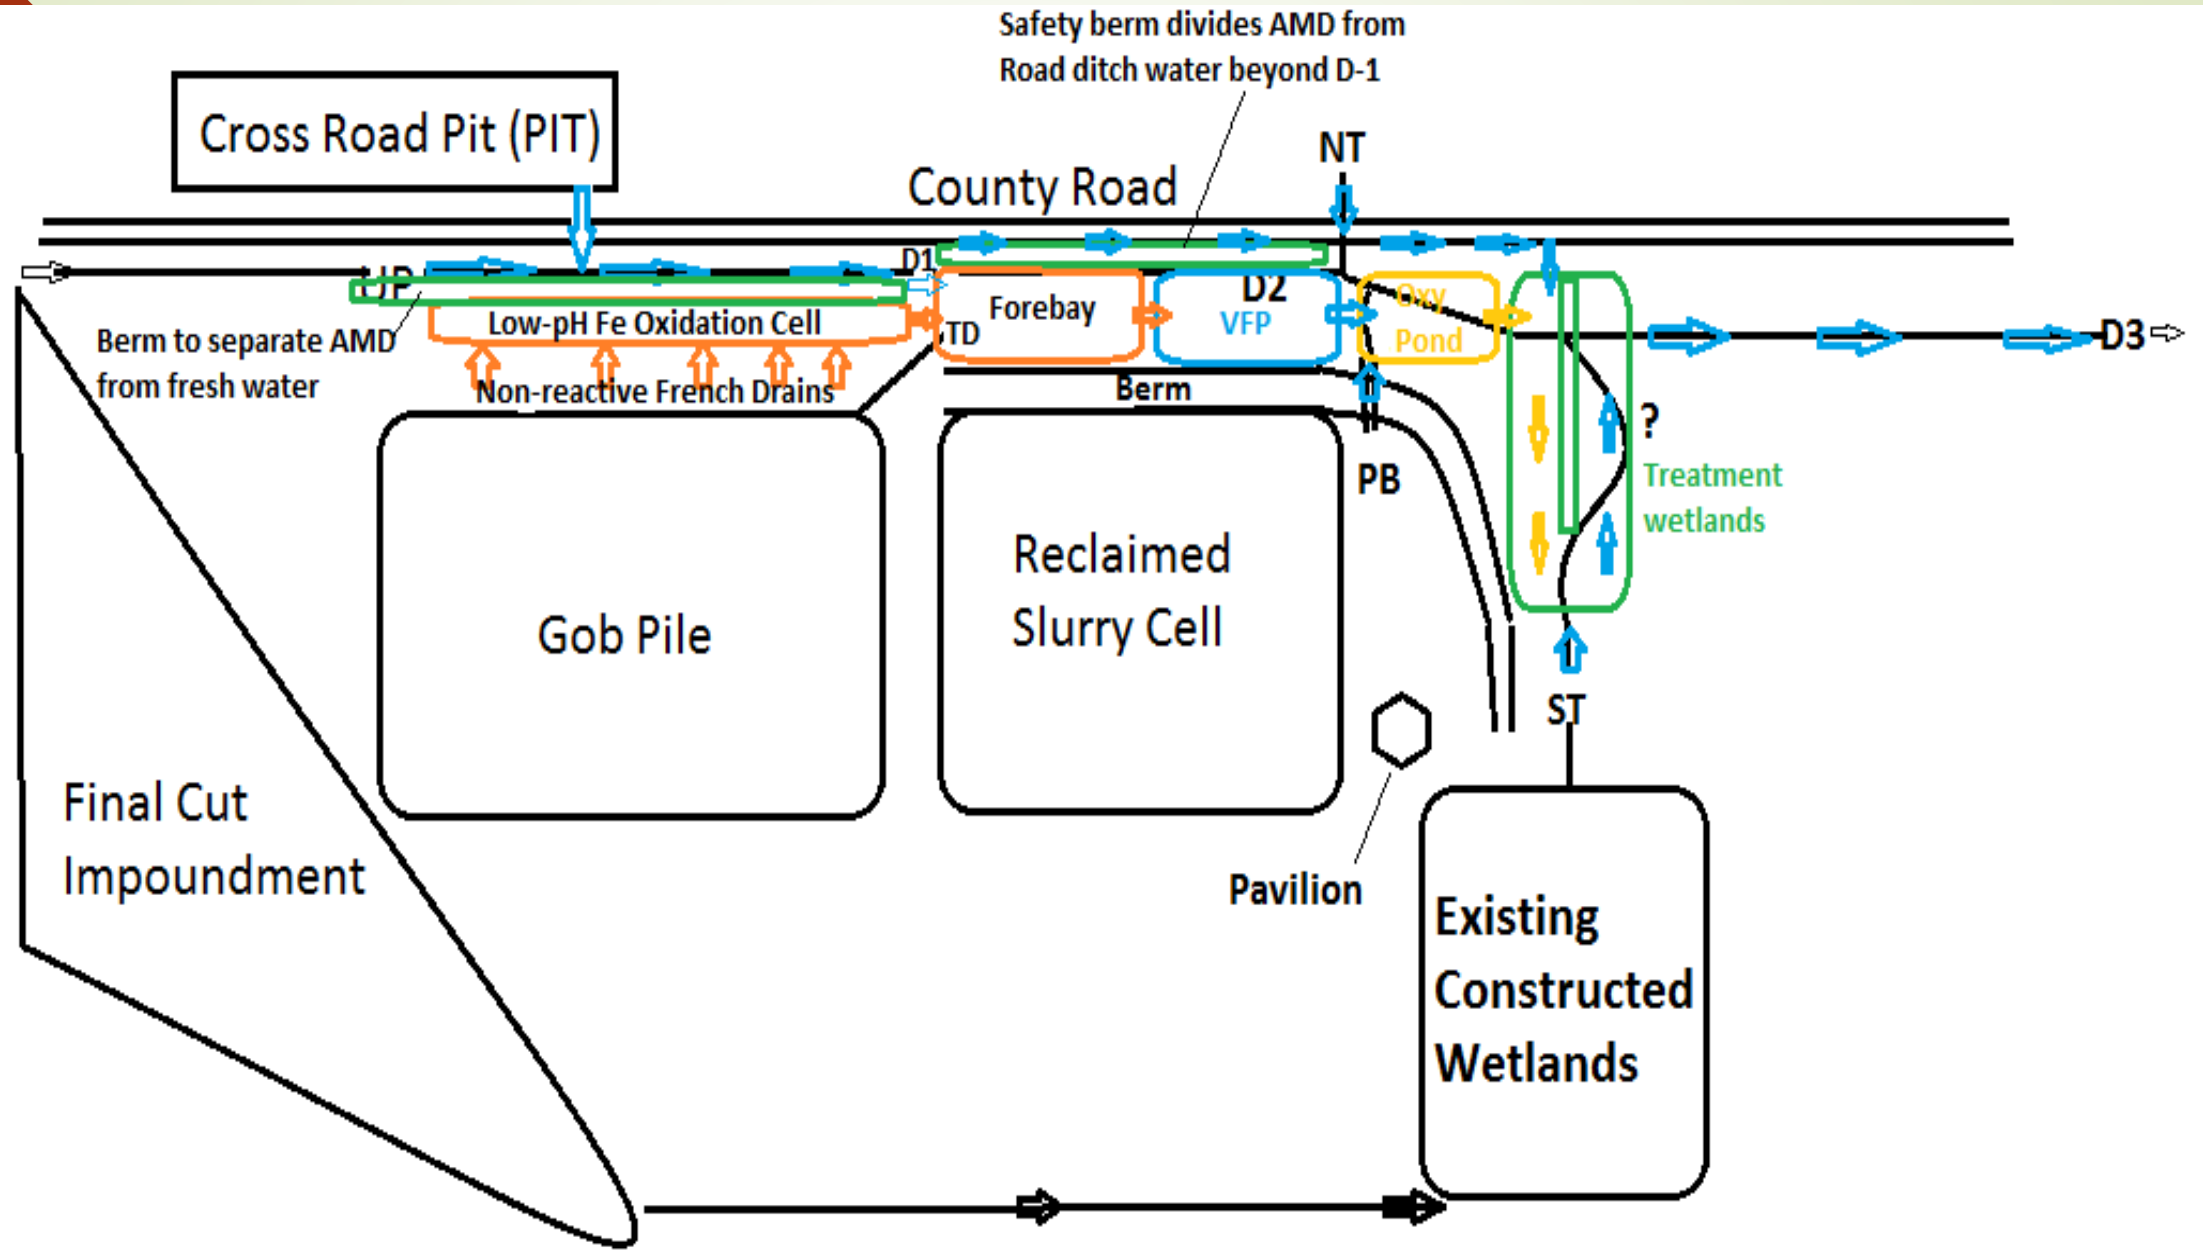 Safety berm divides AMD from
Road ditch water beyond D-1
Cross Road Pit (PIT)
NT
County Road
D1
UP
D2
Oxy
Pond
Forebay
VFP
Low-pH Fe Oxidation Cell
TD
D3
Berm to separate AMD
from fresh water
Non-reactive French Drains
Berm
?
PB
Treatment
wetlands
Reclaimed
Slurry Cell
Gob Pile
ST
Final Cut
Impoundment
Pavilion
Existing
Constructed
Wetlands